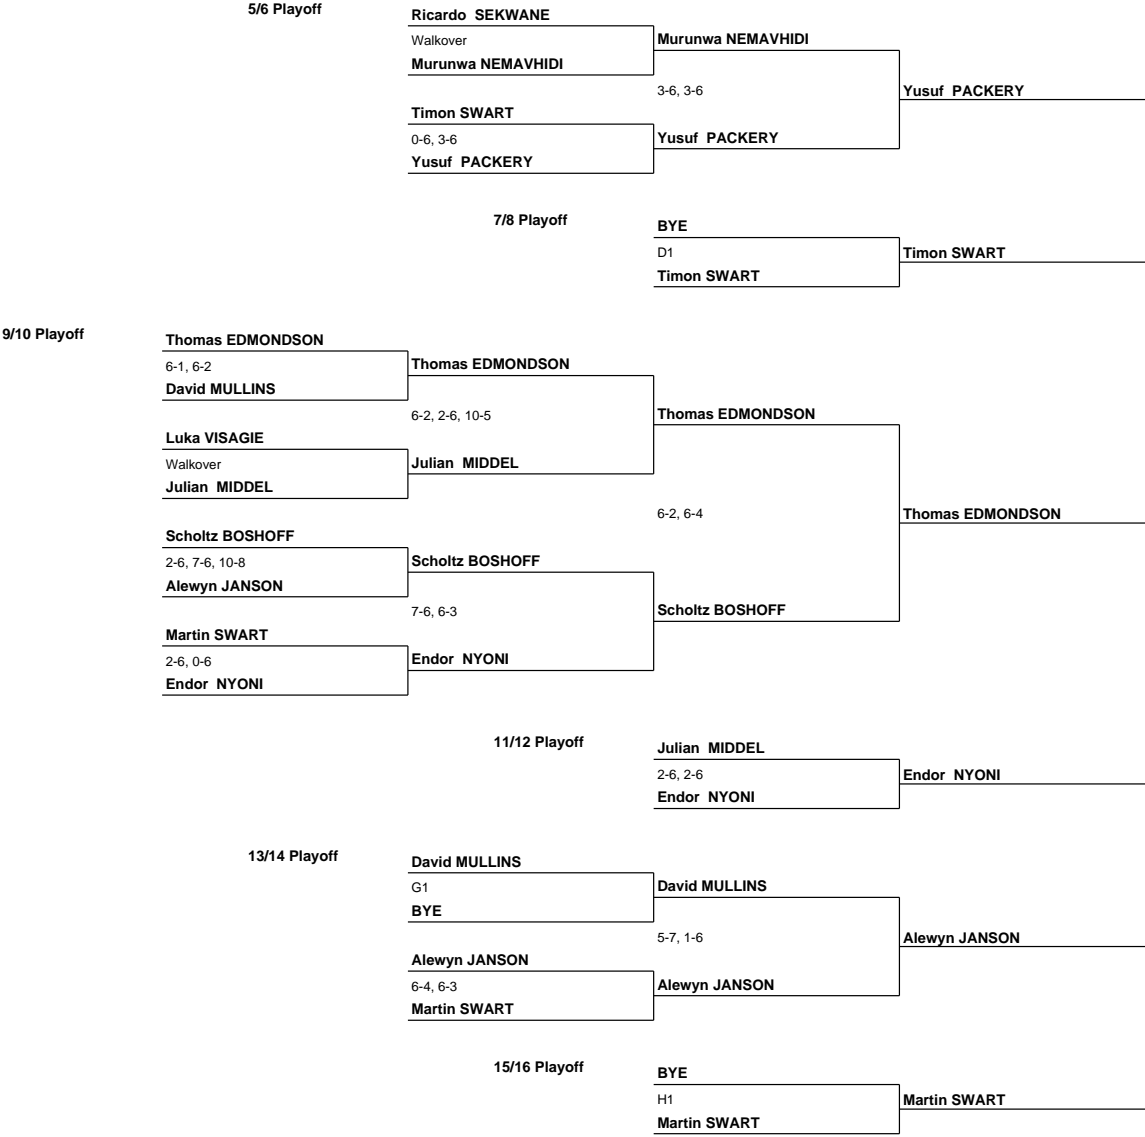 5/6 Playoff
Ricardo SEKWANE
Walkover
Murunwa NEMAVHIDI
Murunwa NEMAVHIDI
3-6, 3-6
Yusuf PACKERY
Timon SWART
0-6, 3-6
Yusuf PACKERY
Yusuf PACKERY
7/8 Playoff
BYE
D1
Timon SWART
Timon SWART
9/10 Playoff
Thomas EDMONDSON
6-1, 6-2
Thomas EDMONDSON
David MULLINS
6-2, 2-6, 10-5
Thomas EDMONDSON
Luka VISAGIE
Walkover
Julian MIDDEL
Julian MIDDEL
6-2, 6-4
Thomas EDMONDSON
Scholtz BOSHOFF
2-6, 7-6, 10-8
Scholtz BOSHOFF
Alewyn JANSON
7-6, 6-3
Scholtz BOSHOFF
Martin SWART
2-6, 0-6
Endor NYONI
Endor NYONI
11/12 Playoff
Julian MIDDEL
2-6, 2-6
Endor NYONI
Endor NYONI
13/14 Playoff
David MULLINS
G1
David MULLINS
BYE
5-7, 1-6
Alewyn JANSON
Alewyn JANSON
6-4, 6-3
Alewyn JANSON
Martin SWART
15/16 Playoff
BYE
H1
Martin SWART
Martin SWART